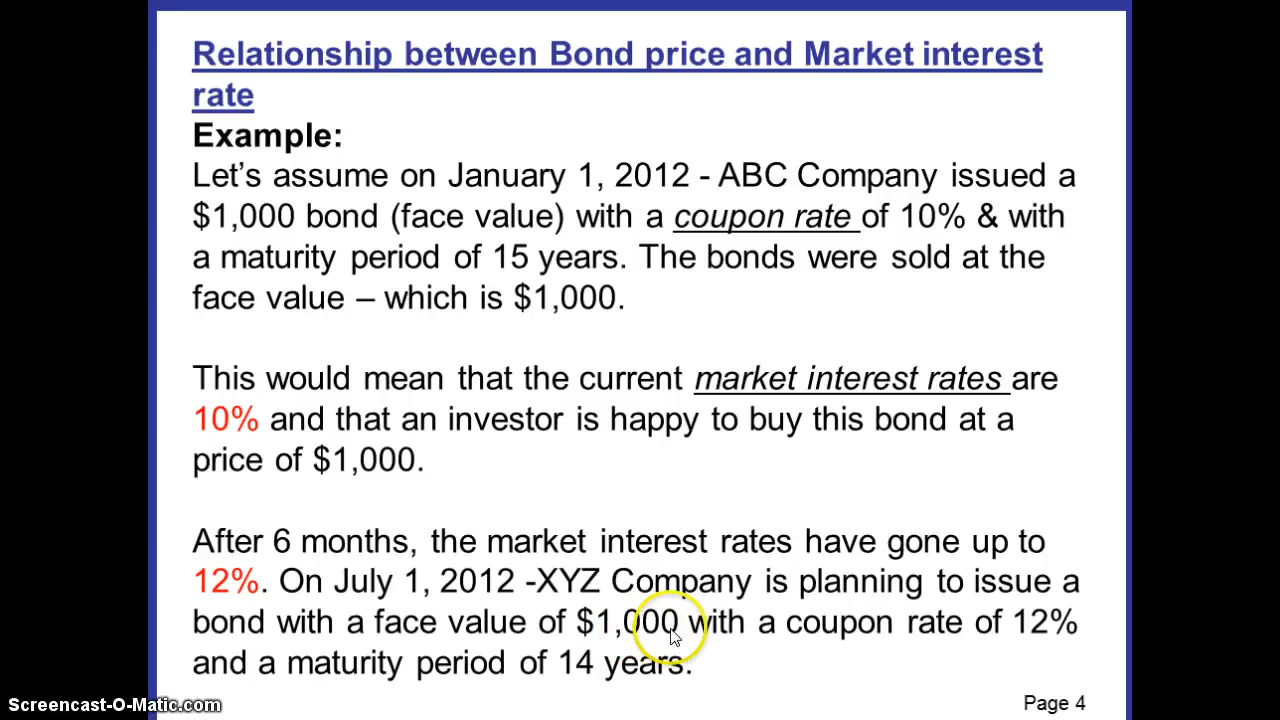 Relationship between Bond price and Market interest
rate
Example:
Let’s assume on January 1, 2012 - ABC Company issued a
$1,000 bond (face value) with a coupon rate of 10% & with
a maturity period of 15 years. The bonds were sold at the
face value – which is $1,000.
This would mean that the current market interest rates are
10% and that an investor is happy to buy this bond at a
price of $1,000.
After 6 months, the market interest rates have gone up to
12%. On July 1, 2012 -XYZ Company is planning to issue a
bond with a face value of $1,000 with a coupon rate of 12%
and a maturity period of 14 years.
Screencast-O-Matic.com
Page 4